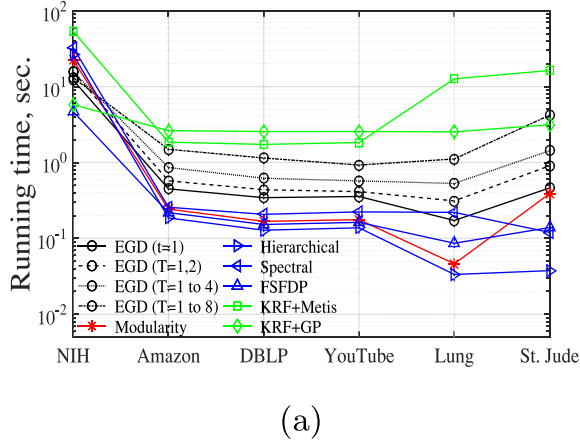 10^2
10^1
10^0
10^-1
10^-2
Running time, sec.
EGD (t=1)
EGD (T=1,2)
EGD (T=1 to 4)
EGD (T=1 to 8)
Modularity
Hierarchical
Spectral
FSFDP
KRF+Metis
KRF+GP
NIH Amazon DBLP YouTube Lung St. Jude
(a)